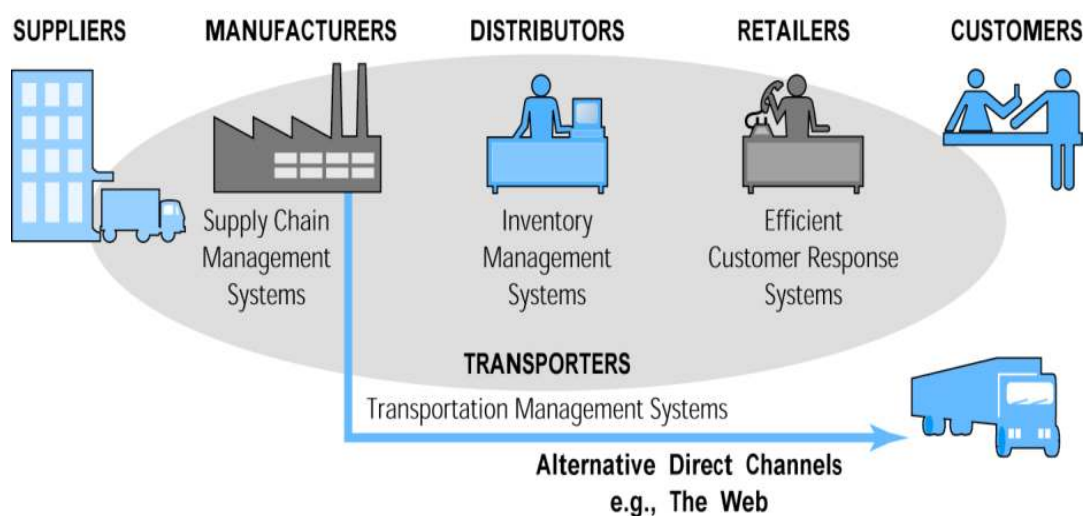 SUPPLIERS MANUFACTURERS DISTRIBUTORS RETAILERS CUSTOMERS
Supply Chain
Management
Systems
Inventory
Management
Systems
Efficient
Customer Response
Systems
TRANSPORTERS
Transportation Management Systems
Alternative Direct Channels
e.g., The Web